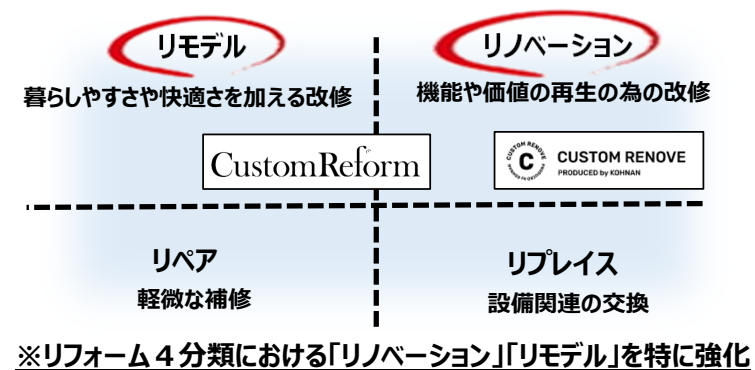 リモデル
リノベーション
暮らしやすさや快適さを加える改修
機能や価値の再生の為の改修
CustomReform
C
CUSTOM RENOVE
PRODUCED by KOHNAN
リペア
リプレイス
軽微な補修
設備関連の交換
※リフォーム4分類における「リノベーション」「リモデル」を特に強化